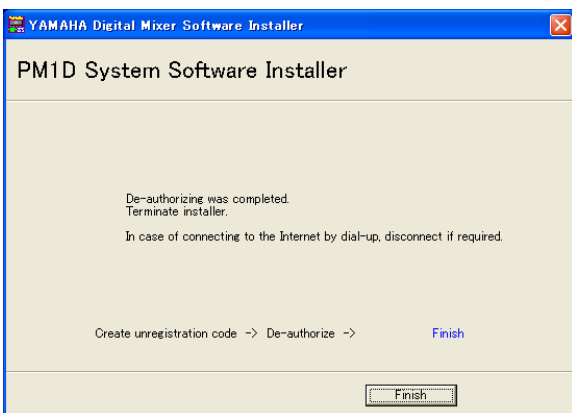 YAMAHA Digital Mixer Software Installer
PM1D System Software Installer
De-authorizing was completed.
Terminate installer.
In case of connecting to the Internet by dial-up, disconnect if required.
Create unregistration code -> De-authorize -> Finish
Finish